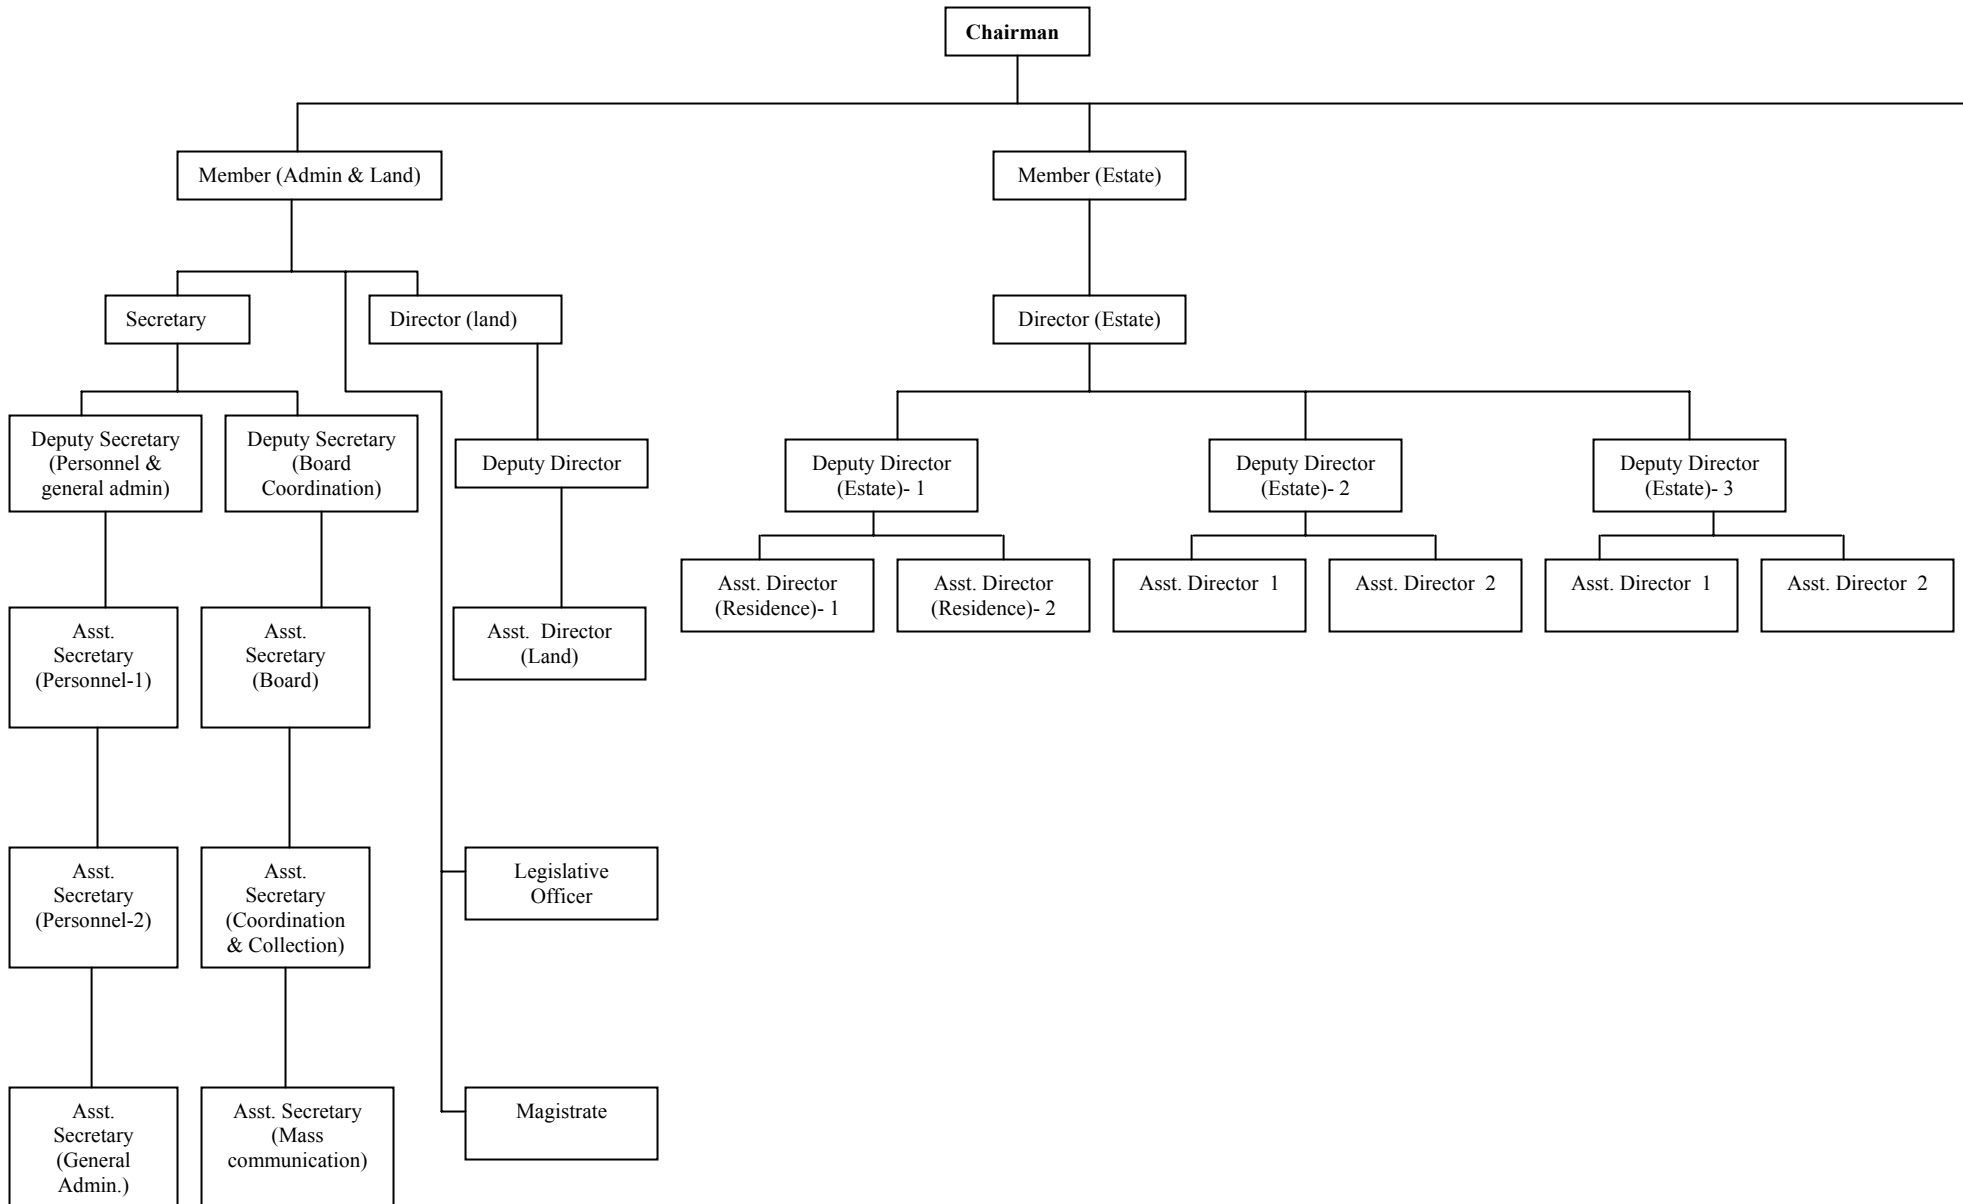 Chairman
Member (Admin & Land)
Member (Estate)
Secretary
Director (land)
Director (Estate)
Deputy Secretary
(Personnel &
general admin)
Deputy Secretary
(Board
Coordination)
Deputy Director
Deputy Director
(Estate)- 1
Deputy Director
(Estate)- 2
Deputy Director
(Estate)- 3
Asst. Director
(Residence)- 1
Asst. Director
(Residence)- 2
Asst. Director 1
Asst. Director 2
Asst. Director 1
Asst. Director 2
Asst.
Secretary
(Personnel-1)
Asst.
Secretary
(Board)
Asst. Director
(Land)
Asst.
Secretary
(Personnel-2)
Asst.
Secretary
(Coordination
& Collection)
Legislative
Officer
Asst.
Secretary
(General
Admin.)
Asst. Secretary
(Mass
communication)
Magistrate